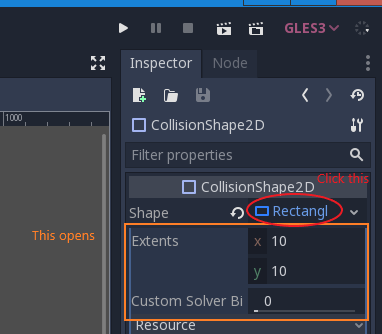 GLES3
Inspector
Node
1000
CollisionShape2D
Filter properties
Click this
CollisionShape2D
Shape
Rectangl
This opens
Extents
x 10
y 10
Custom Solver Bi
0
Resource